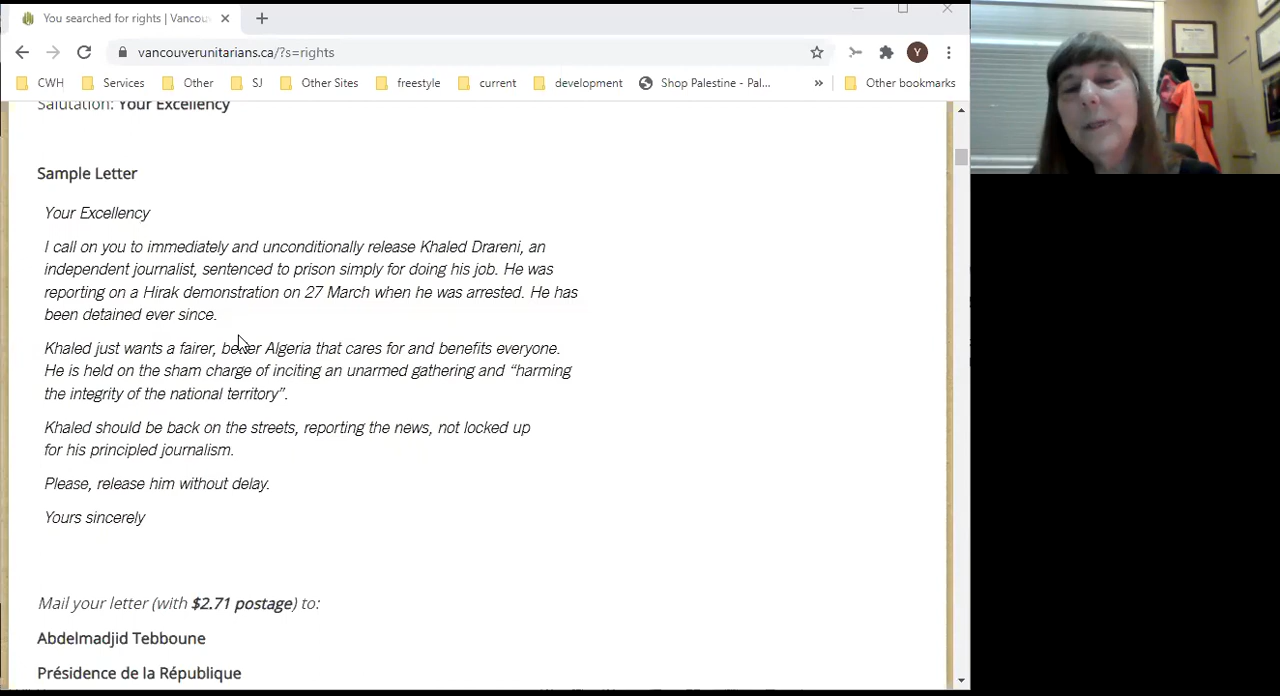 You searched for rights | Vancou
vancouverunitarians.ca/?s=rights
Y
CWH Services Other SJ Other Sites freestyle current development Shop Palestine - Pal... » Other bookmarks
Salutation: Your Excellency
Sample Letter
Your Excellency
I call on you to immediately and unconditionally release Khaled Drareni, an
independent journalist, sentenced to prison simply for doing his job. He was
reporting on a Hirak demonstration on 27 March when he was arrested. He has
been detained ever since.
Khaled just wants a fairer, better Algeria that cares for and benefits everyone.
He is held on the sham charge of inciting an unarmed gathering and “harming
the integrity of the national territory”.
Khaled should be back on the streets, reporting the news, not locked up
for his principled journalism.
Please, release him without delay.
Yours sincerely
Mail your letter (with $2.71 postage) to:
Abdelmadjid Tebboune
Présidence de la République